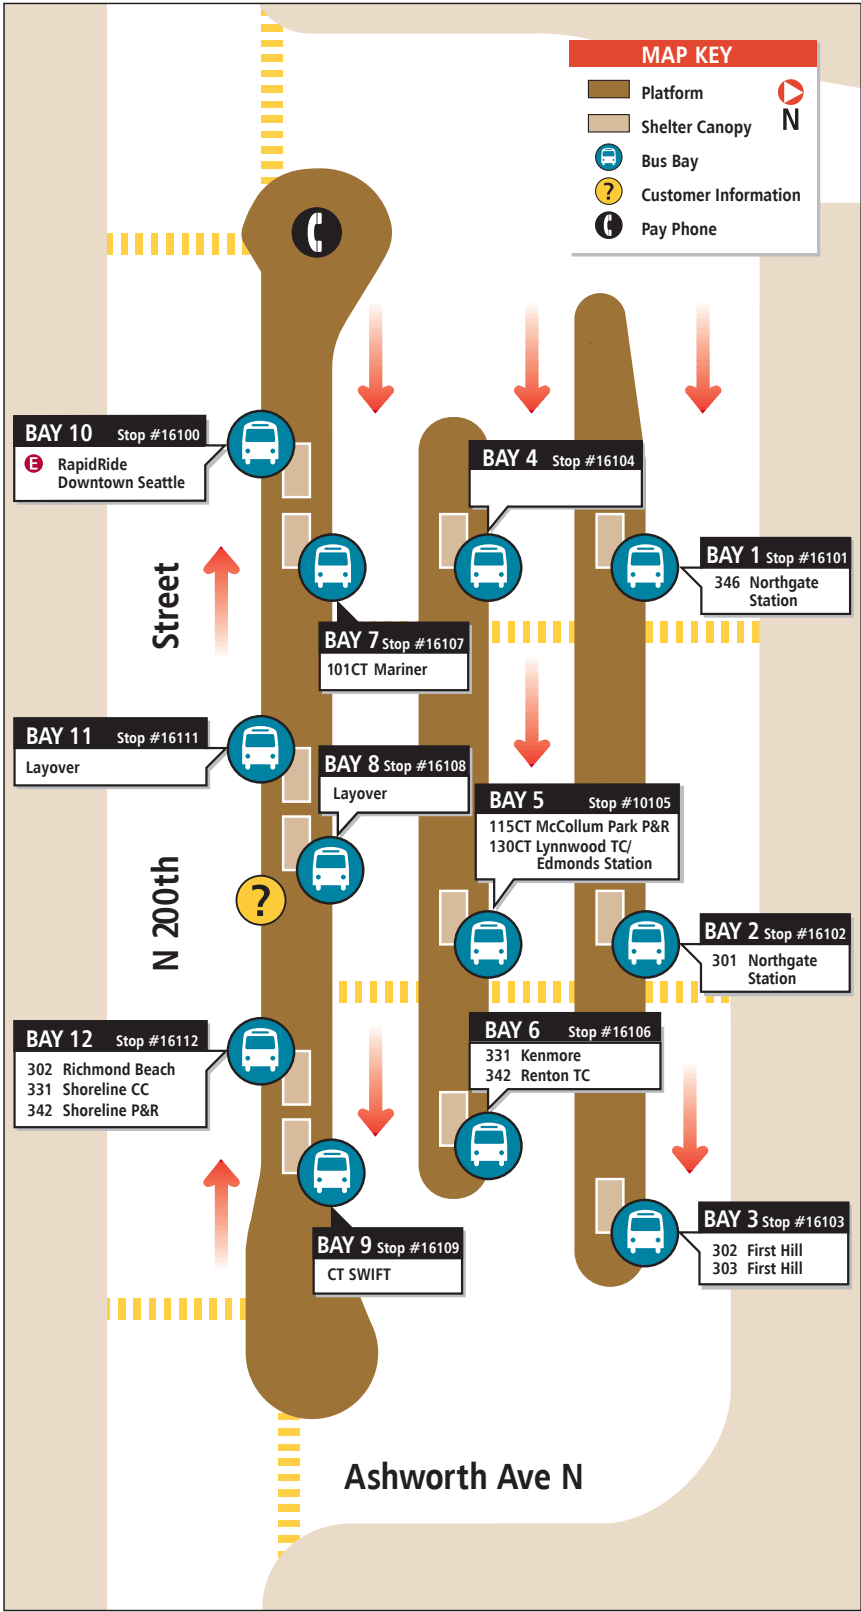 MAP KEY
Platform
Shelter Canopy
N
Bus Bay
?
Customer Information
Pay Phone
BAY 10 Stop #16100
E RapidRide
Downtown Seattle
BAY 4 Stop #16104
BAY 1 Stop #16101
346 Northgate
Station
BAY 7 Stop #16107
101CT Mariner
Street
BAY 11 Stop #16111
Layover
BAY 8 Stop #16108
Layover
BAY 5 Stop #10105
115CT McCollum Park P&R
130CT Lynnwood TC/
Edmonds Station
?
N 200th
BAY 2 Stop #16102
301 Northgate
Station
BAY 12 Stop #16112
302 Richmond Beach
331 Shoreline CC
342 Shoreline P&R
BAY 6 Stop #16106
331 Kenmore
342 Renton TC
BAY 9 Stop #16109
CT SWIFT
BAY 3 Stop #16103
302 First Hill
303 First Hill
Ashworth Ave N